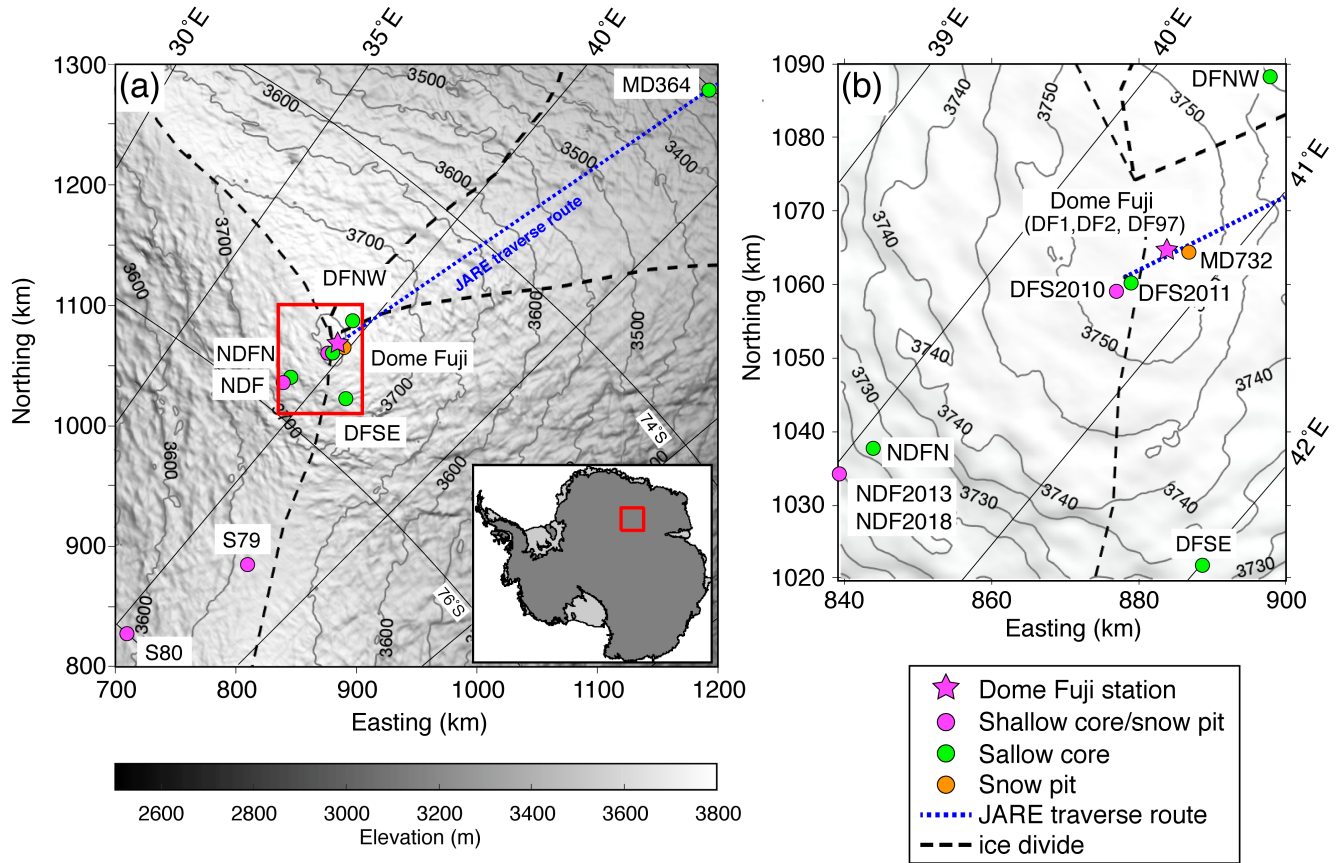 30°E
35°E
40°E
1300
1200
1100
1000
900
800
Northing (km)
(a)
3500
3600
MD364
3500
3400
3600
3700
3700
3600
JARE traverse route
DFNW
3600
3500
NDFN
NDF
Dome Fuji
3700
3700
DFSE
74°S
3600
3600
S79
76°S
3600
3600
S80
700
800
900
1000
1100
1200
Easting (km)
2600
2800
3000
3200
3400
3600
3800
Elevation (m)
39°E
40°E
41°E
42°E
1090
1080
1070
1060
1050
1040
1030
1020
Northing (km)
(b)
3740
3750
3750
DFNW
Dome Fuji
(DF1,DF2, DF97)
3740
MD732
DFS2010
DFS2011
3750
3740
3730
3740
3740
NDFN
NDF2013
NDF2018
3730
3740
3740
DFSE
3730
840
860
880
900
Easting (km)
Dome Fuji station
Shallow core/snow pit
Sallow core
Snow pit
JARE traverse route
ice divide